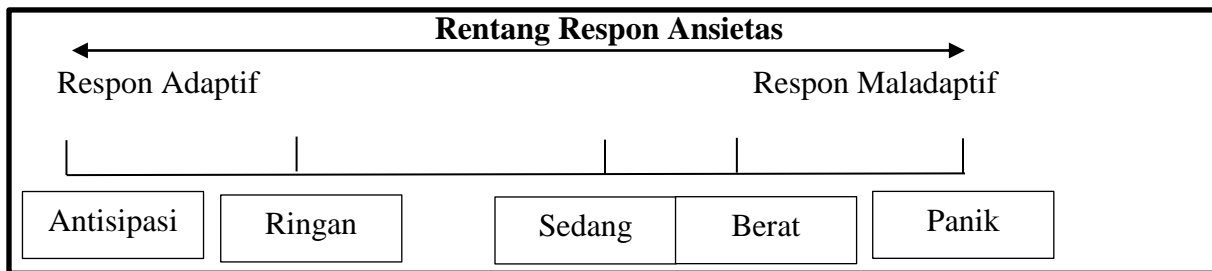 Rentang Respon Ansietas
Respon Adaptif Respon Maladaptif
Antisipasi Ringan Sedang Berat Panik